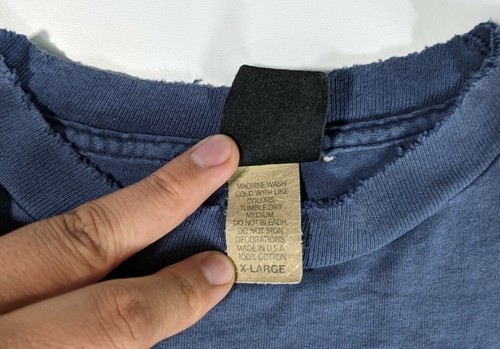 MACHINE WASH
COLD WITH LIKE
COLORS.
TUMBLE DRY
MEDIUM.
DO NOT BLEACH.
DO NOT IRON
DECORATIONS.
MADE IN U.S.A.
100% COTTON
X-LARGE